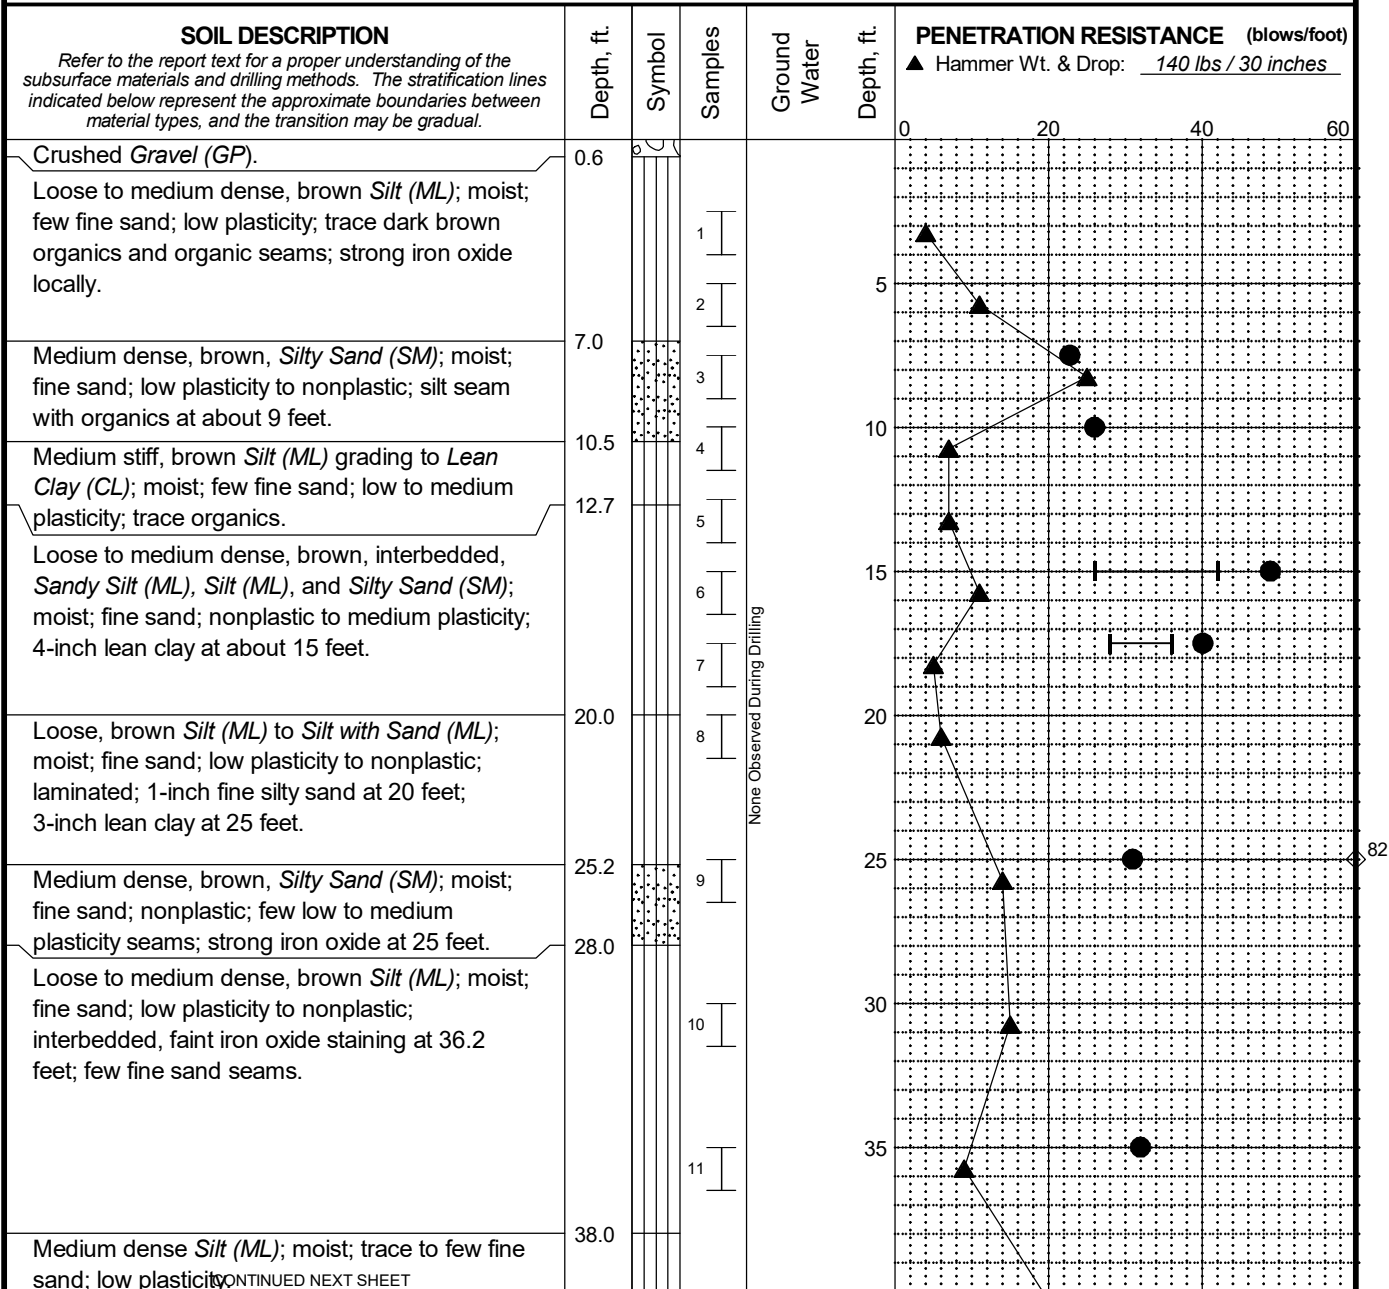 SOIL DESCRIPTION
Refer to the report text for a proper understanding of the
subsurface materials and drilling methods. The stratification lines
indicated below represent the approximate boundaries between
material types, and the transition may be gradual.
Depth, ft.
Symbol
Samples
Ground
Water
Depth, ft.
PENETRATION RESISTANCE (blows/foot)
▲ Hammer Wt. & Drop: 140 lbs / 30 inches
0 20 40 60
Crushed Gravel (GP).
0.6
Loose to medium dense, brown Silt (ML); moist;
few fine sand; low plasticity; trace dark brown
organics and organic seams; strong iron oxide
locally.
1
5
2
7.0
Medium dense, brown, Silty Sand (SM); moist;
fine sand; low plasticity to nonplastic; silt seam
with organics at about 9 feet.
3
10
10.5
4
Medium stiff, brown Silt (ML) grading to Lean
Clay (CL); moist; few fine sand; low to medium
plasticity; trace organics.
12.7
5
Loose to medium dense, brown, interbedded,
Sandy Silt (ML), Silt (ML), and Silty Sand (SM);
moist; fine sand; nonplastic to medium plasticity;
4-inch lean clay at about 15 feet.
15
6
7
None Observed During Drilling
20.0
20
8
Loose, brown Silt (ML) to Silt with Sand (ML);
moist; fine sand; low plasticity to nonplastic;
laminated; 1-inch fine silty sand at 20 feet;
3-inch lean clay at 25 feet.
25.2
25
82
9
Medium dense, brown, Silty Sand (SM); moist;
fine sand; nonplastic; few low to medium
plasticity seams; strong iron oxide at 25 feet.
28.0
Loose to medium dense, brown Silt (ML); moist;
fine sand; low plasticity to nonplastic;
interbedded, faint iron oxide staining at 36.2
feet; few fine sand seams.
30
10
35
11
38.0
Medium dense Silt (ML); moist; trace to few fine
sand; low plasticity.
CONTINUED NEXT SHEET